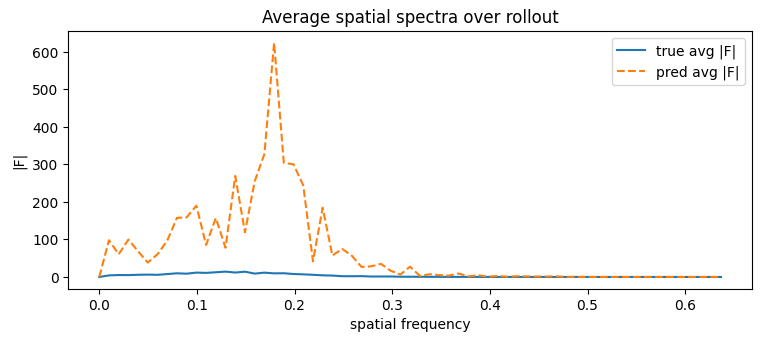 Average spatial spectra over rollout
true avg |F|
pred avg |F|
|F|
600
500
400
300
200
100
0
0.0 0.1 0.2 0.3 0.4 0.5 0.6
spatial frequency